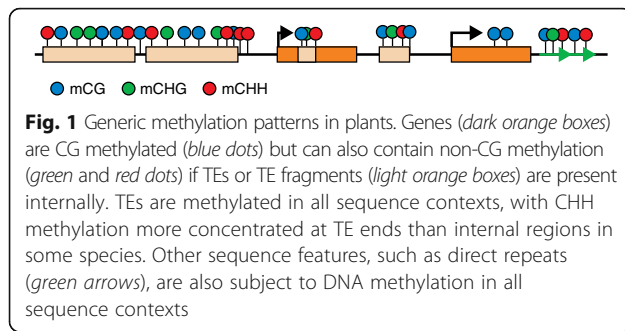 mCG mCHG mCHH
Fig. 1 Generic methylation patterns in plants. Genes (dark orange boxes)
are CG methylated (blue dots) but can also contain non-CG methylation
(green and red dots) if TEs or TE fragments (light orange boxes) are present
internally. TEs are methylated in all sequence contexts, with CHH
methylation more concentrated at TE ends than internal regions in
some species. Other sequence features, such as direct repeats
(green arrows), are also subject to DNA methylation in all
sequence contexts